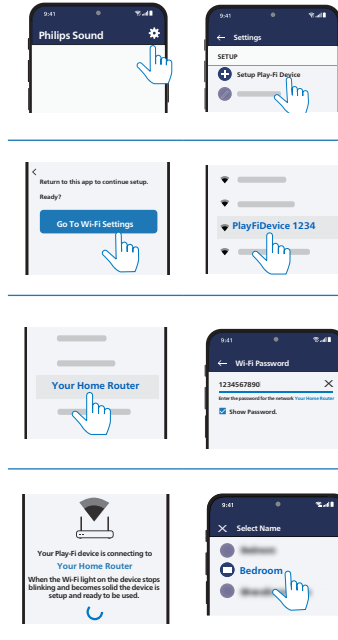 9:41
Philips Sound
9:41
Settings
SETUP
Setup Play-Fi Device
Return to this app to continue setup.
Ready?
Go To Wi-Fi Settings
PlayFiDevice 1234
Your Home Router
9:41
Wi-Fi Password
1234567890
Enter the password for the network Your Home Router
Show Password.
Your Play-Fi device is connecting to
Your Home Router
When the Wi-Fi light on the device stops
blinking and becomes solid the device is
setup and ready to be used.
9:41
Select Name
Bedroom